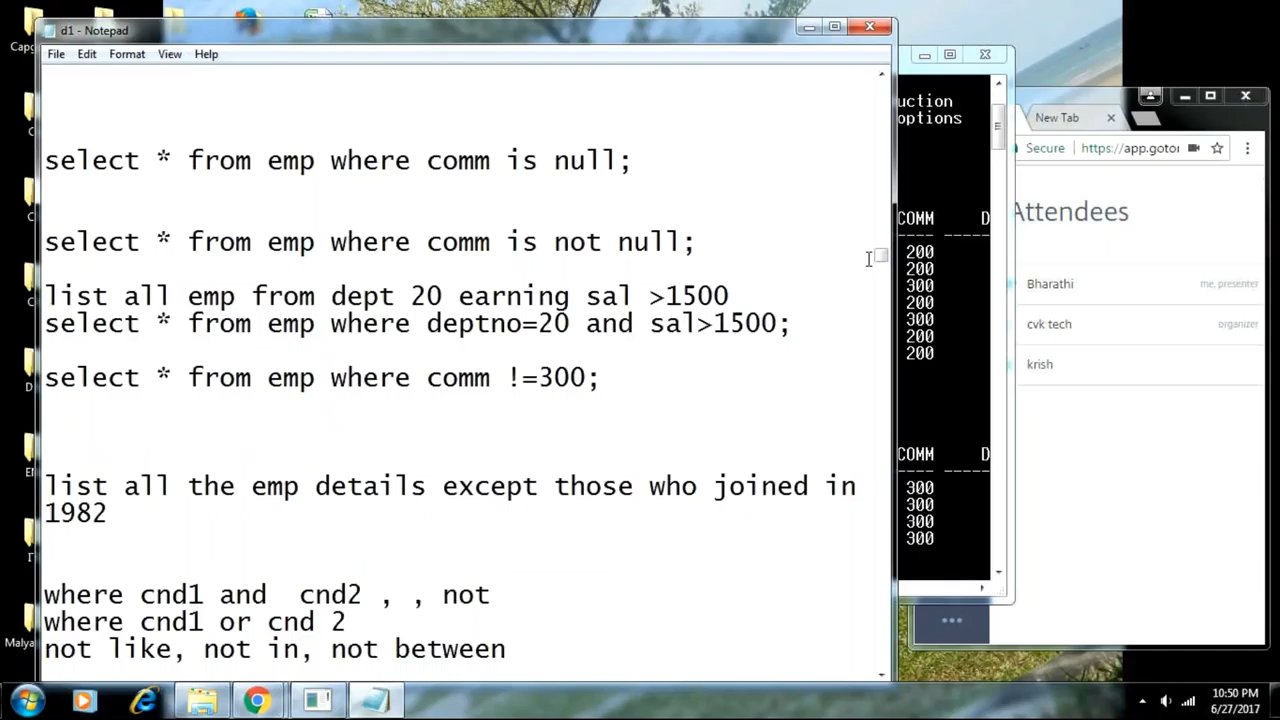 d1 - Notepad
File Edit Format View Help
select * from emp where comm is null;
select * from emp where comm is not null;
list all emp from dept 20 earning sal >1500
select * from emp where deptno=20 and sal>1500;
select * from emp where comm !=300;
list all the emp details except those who joined in
1982
where cnd1 and cnd2 , , not
where cnd1 or cnd 2
not like, not in, not between
uction
options
COMM D
200
200
300
200
300
200
200
COMM D
300
300
300
300
New Tab
Secure https://app.gotor
Attendees
Bharathi me, presenter
cvk tech organizer
krish
Capg
Malya
10:50 PM
6/27/2017